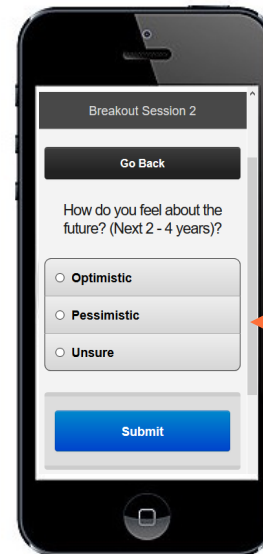 Breakout Session 2
Go Back
How do you feel about the
future? (Next 2 - 4 years)?
Optimistic
Pessimistic
Unsure
Submit